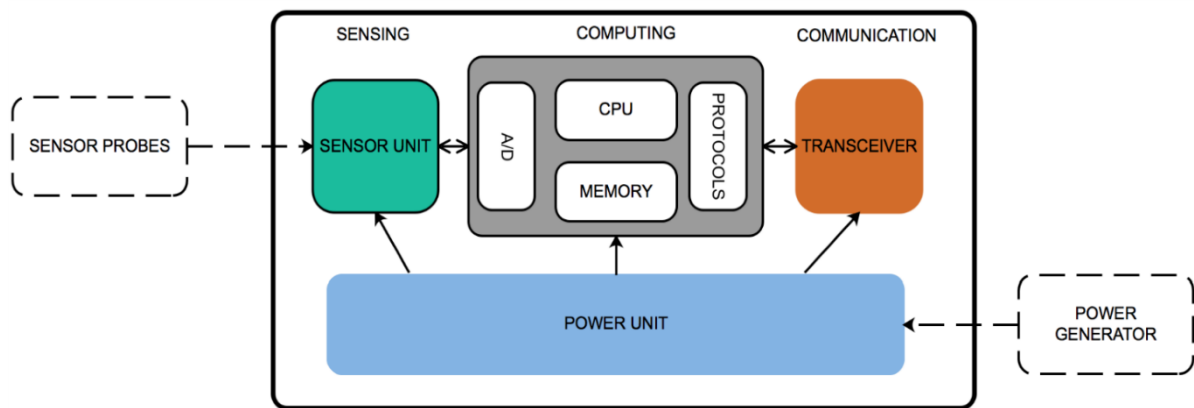 SENSING
COMPUTING
COMMUNICATION
SENSOR PROBES
SENSOR UNIT
A/D
CPU
MEMORY
PROTOCOLS
TRANSCEIVER
POWER UNIT
POWER
GENERATOR